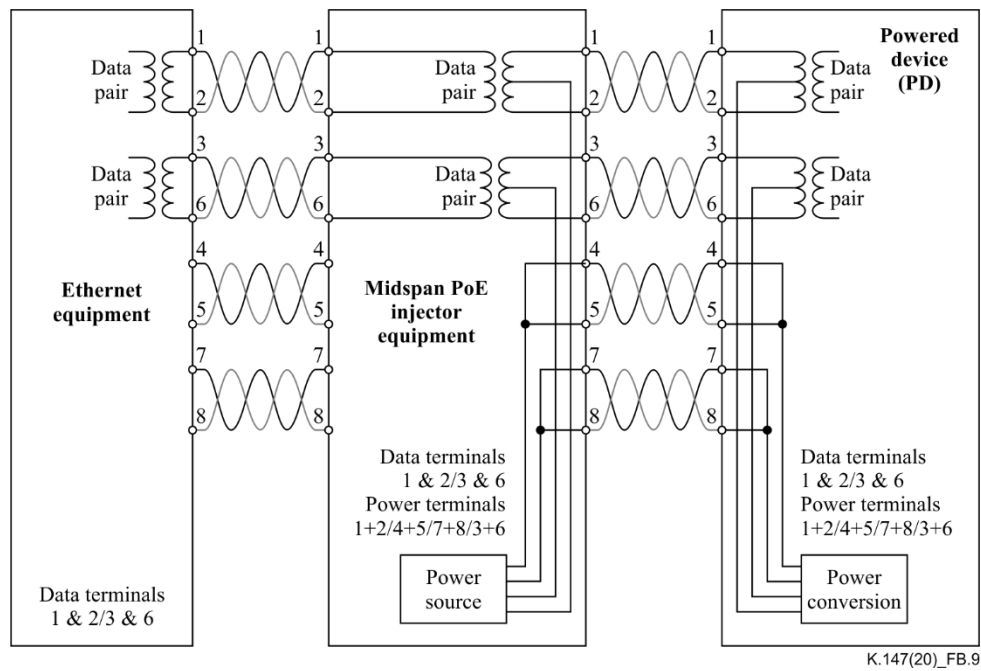 1
2
3
6
4
5
7
8
Data
pair
Data
pair
Ethernet
equipment
Data terminals
1 & 2/3 & 6
1
2
3
6
4
5
7
8
Data
pair
Data
pair
Midspan PoE
injector
equipment
1
2
3
6
4
5
7
8
Data terminals
1 & 2/3 & 6
Power terminals
1+2/4+5/7+8/3+6
Power
source
1
2
3
6
4
5
7
8
Powered
device
(PD)
Data
pair
Data
pair
Data terminals
1 & 2/3 & 6
Power terminals
1+2/4+5/7+8/3+6
Power
conversion
K.147(20)_FB.9